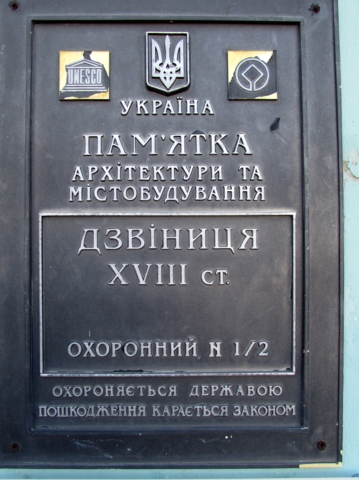 UNESCO
УКРАЇНА
ПАМ'ЯТКА
АРХІТЕКТУРИ ТА
МІСТОБУДУВАННЯ
ДЗВІНИЦЯ
XVIII СТ.
ОХОРОННИЙ N 1/2
ОХОРОНЯЄТЬСЯ ДЕРЖАВОЮ
ПОШКОДЖЕННЯ КАРАЄТЬСЯ ЗАКОНОМ